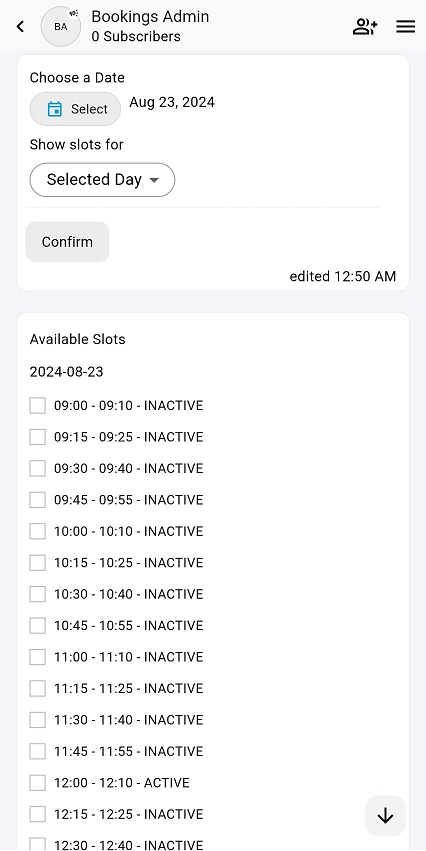 BA
Bookings Admin
0 Subscribers
Choose a Date
Select
Aug 23, 2024
Show slots for
Selected Day
Confirm
edited 12:50 AM
Available Slots
2024-08-23
09:00 - 09:10 - INACTIVE
09:15 - 09:25 - INACTIVE
09:30 - 09:40 - INACTIVE
09:45 - 09:55 - INACTIVE
10:00 - 10:10 - INACTIVE
10:15 - 10:25 - INACTIVE
10:30 - 10:40 - INACTIVE
10:45 - 10:55 - INACTIVE
11:00 - 11:10 - INACTIVE
11:15 - 11:25 - INACTIVE
11:30 - 11:40 - INACTIVE
11:45 - 11:55 - INACTIVE
12:00 - 12:10 - ACTIVE
12:15 - 12:25 - INACTIVE
12:30 - 12:40 - INACTIVE